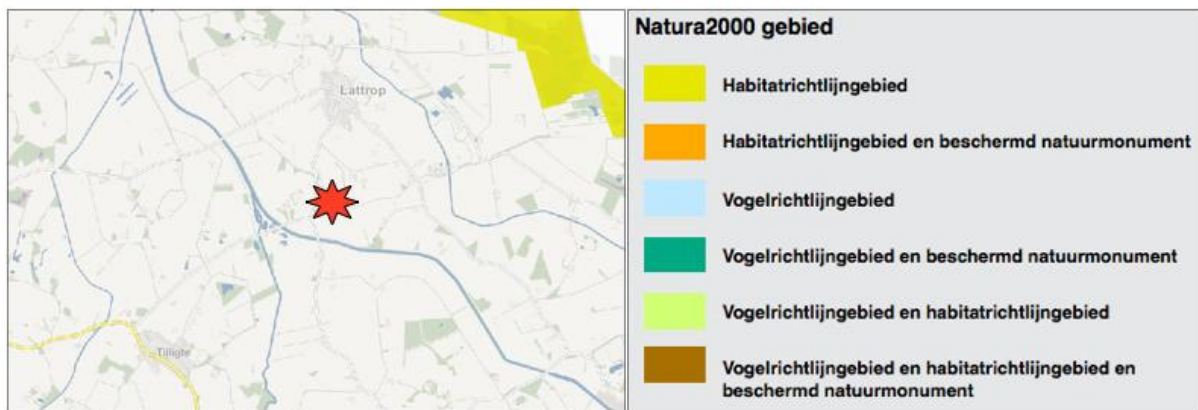 Lattrop
Tilligte
Natura2000 gebied
Habitatrichtlijngebied
Habitatrichtlijngebied en beschermd natuurmonument
Vogelrichtlijngebied
Vogelrichtlijngebied en beschermd natuurmonument
Vogelrichtlijngebied en habitatrichtlijngebied
Vogelrichtlijngebied en habitatrichtlijngebied en
beschermd natuurmonument